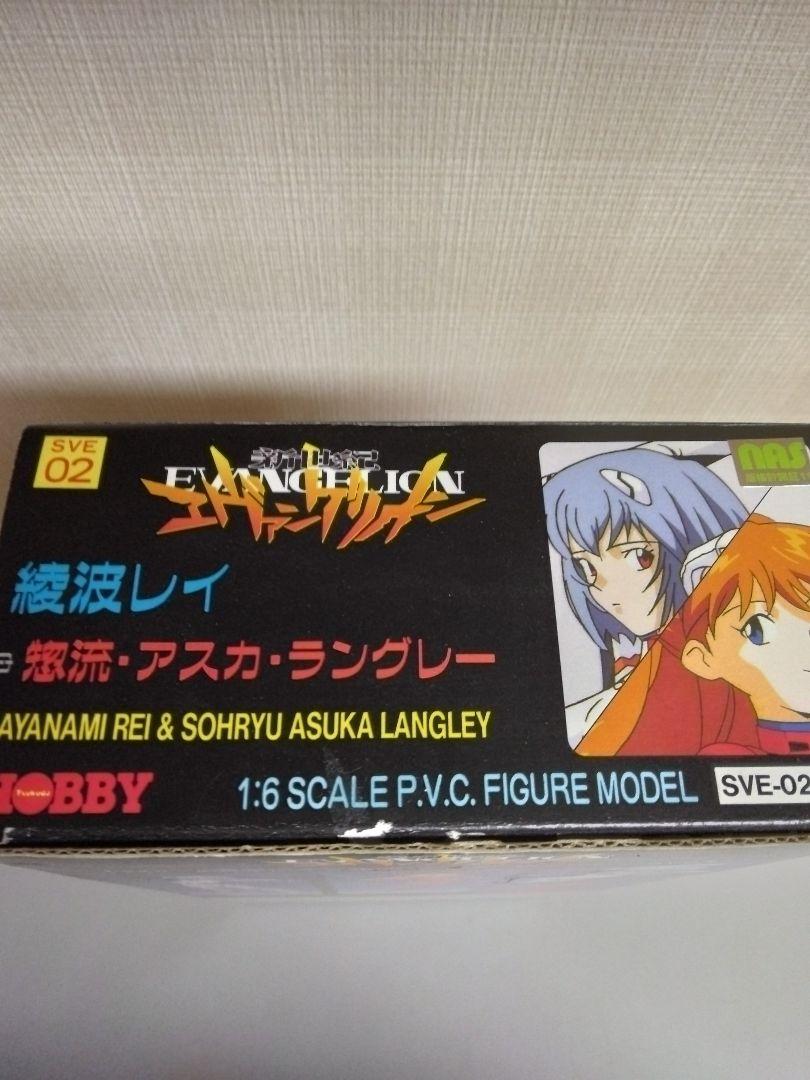 SVE
02
新世紀
EVANGELION
エヴァンゲリオン
綾波レイ
惣流・アスカ・ラングレー
AYANAMI REI & SOHRYU ASUKA LANGLEY
Tsukuda
HOBBY
1:6 SCALE P.V.C. FIGURE MODEL
SVE-02
NAS